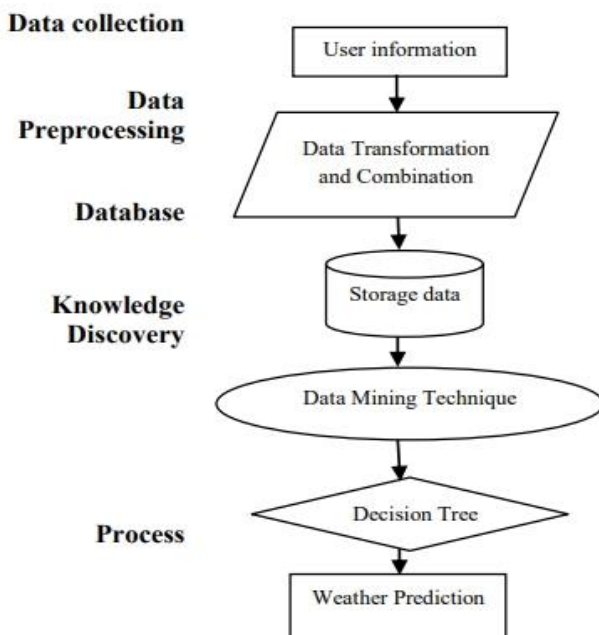 Data collection
User information
Data
Preprocessing
Data Transformation
and Combination
Database
Storage data
Knowledge
Discovery
Data Mining Technique
Decision Tree
Process
Weather Prediction